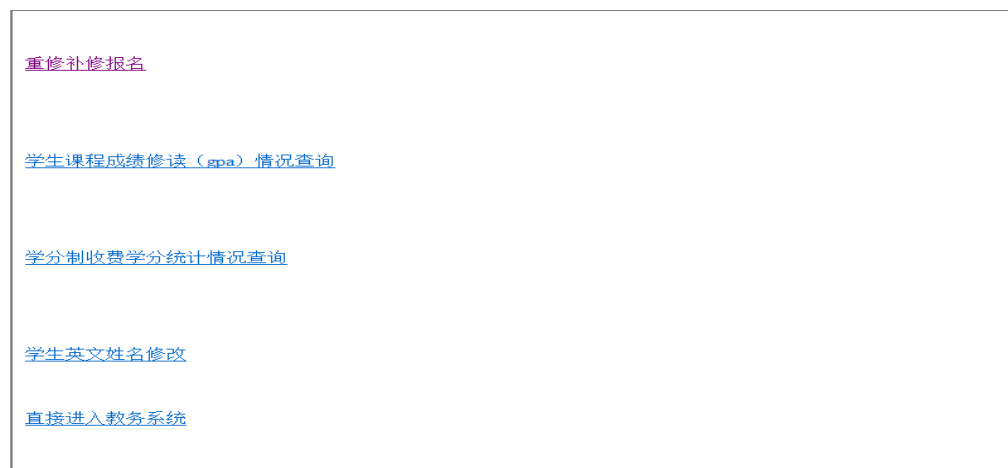 重修补修报名
学生课程成绩修读（gpa）情况查询
学分制收费学分统计情况查询
学生英文姓名修改
直接进入教务系统